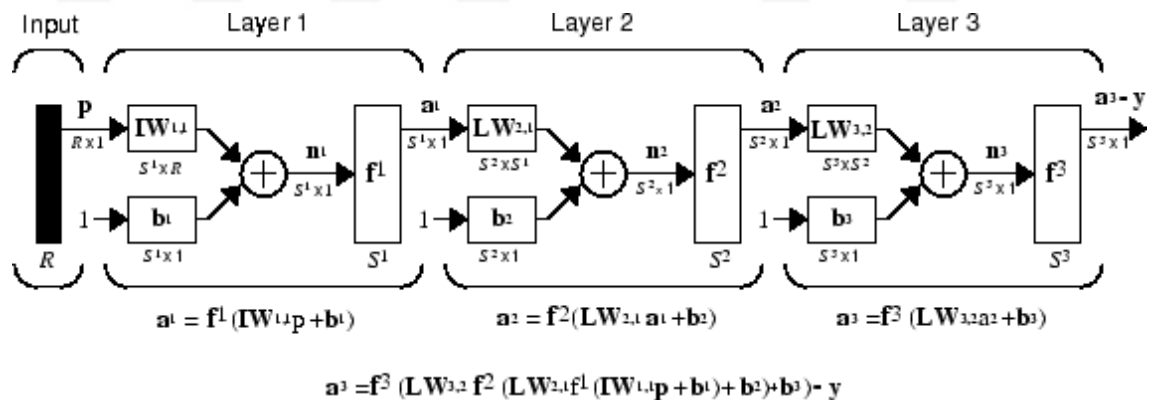 Input Layer 1 Layer 2 Layer 3
p a¹ a² a³ - y
IW1,1 LW2,1 LW3,2
R x 1 n¹ S¹ x 1 n² S² x 1 n³ S³ x 1
S¹ x R f¹ S² x S¹ f² S³ x S² f³
S¹ x 1 S² x 1 S³ x 1
1 b¹ 1 b² 1 b³
S¹ x 1 S² x 1 S³ x 1
R S¹ S² S³
a¹ = f¹ (IW1,1p + b¹) a² = f² (LW2,1 a¹ + b²) a³ = f³ (LW3,2a² + b³)
a³ = f³ (LW3,2 f² (LW2,1f¹ (IW1,1p + b¹) + b²) + b³) - y